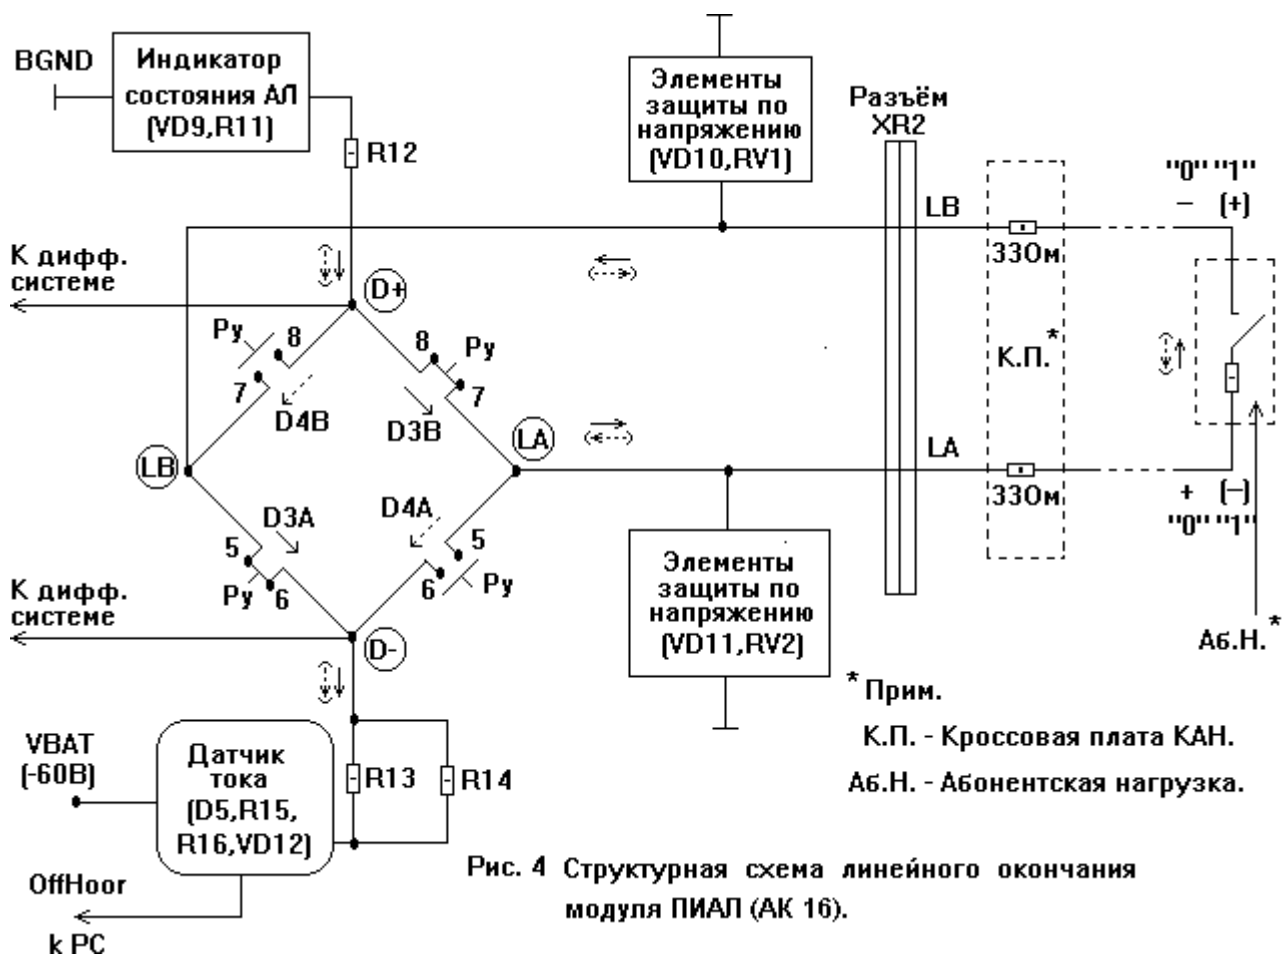 BGND
Индикатор
состояния АЛ
(VD9,R11)
R12
Элементы
защиты по
напряжению
(VD10,RV1)
Разъём
XR2
"0" "1"
– (+)
LB
33Ом
К дифф.
системе
D+
Ру
8
7
D4B
8
Ру
7
D3B
К.П.*
LB
LA
LA
33Ом
+ (–)
"0" "1"
D3A
5
Ру
6
D4A
5
6
Ру
К дифф.
системе
D-
Элементы
защиты по
напряжению
(VD11,RV2)
Аб.Н.*
* Прим.
К.П. - Кроссовая плата КАН.
Аб.Н. - Абонентская нагрузка.
VBAT
(-60В)
Датчик
тока
(D5,R15,
R16,VD12)
R13
R14
OffHoor
k PC
Рис. 4 Структурная схема линейного окончания
модуля ПИАЛ (АК 16).